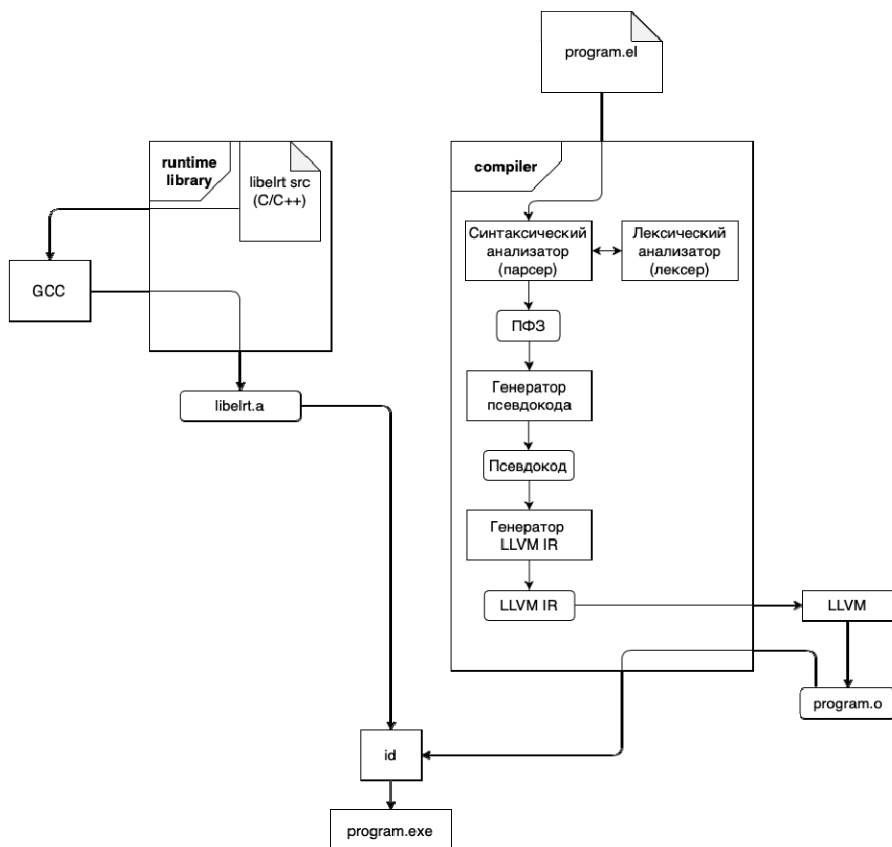 program.el
runtime
library
libelrt src
(C/C++)
compiler
Синтаксический
анализатор
(парсер)
Лексический
анализатор
(лексер)
GCC
ПФЗ
Генератор
псевдокода
libelrt.a
Псевдокод
Генератор
LLVM IR
LLVM IR
LLVM
program.o
id
program.exe